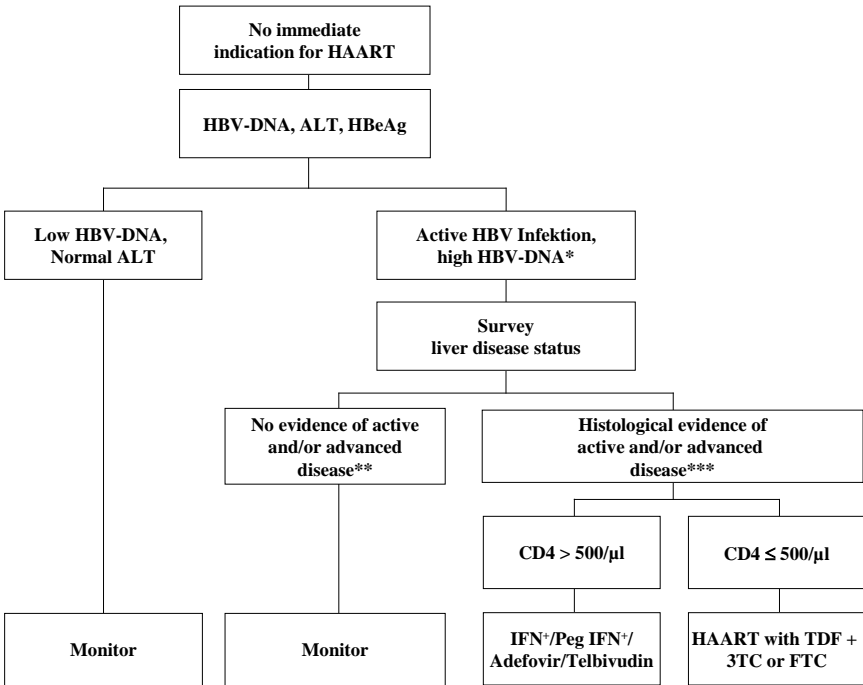 No immediate
indication for HAART
HBV-DNA, ALT, HBeAg
Low HBV-DNA,
Normal ALT
Active HBV Infektion,
high HBV-DNA*
Survey
liver disease status
No evidence of active
and/or advanced
disease**
Histological evidence of
active and/or advanced
disease***
CD4 > 500/µl
CD4 ≤ 500/µl
Monitor
Monitor
IFN⁺/Peg IFN⁺/
Adefovir/Telbivudin
HAART with TDF +
3TC or FTC